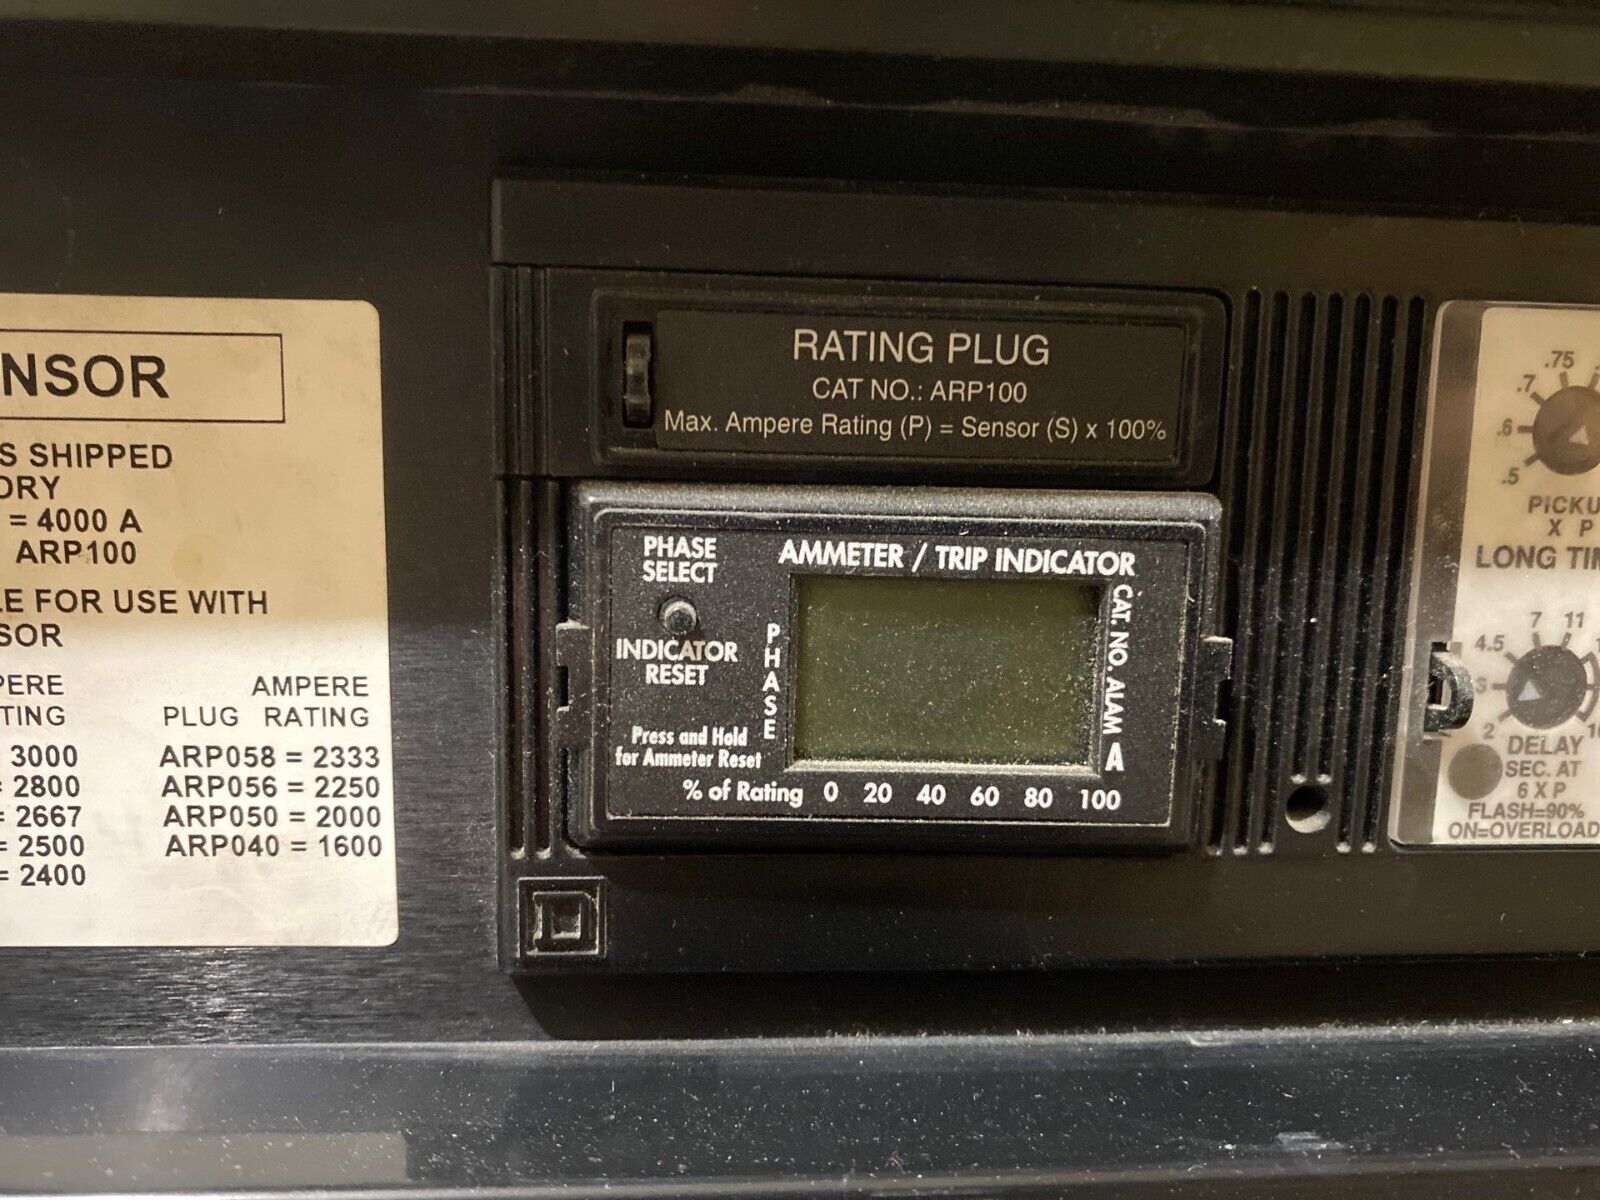 NSOR
S SHIPPED
ORY
= 4000 A
ARP100
LE FOR USE WITH
SOR
PERE
TING
3000
= 2800
= 2667
= 2500
= 2400
AMPERE
PLUG RATING
ARP058 = 2333
ARP056 = 2250
ARP050 = 2000
ARP040 = 1600
RATING PLUG
CAT NO.: ARP100
Max. Ampere Rating (P) = Sensor (S) x 100%
PHASE
SELECT
INDICATOR
RESET
Press and Hold
for Ammeter Reset
AMMETER / TRIP INDICATOR
PHASE
CAT. NO. ALAM
A
% of Rating 0 20 40 60 80 100
D
.5 .6 .7 .75
PICKU
X P
LONG TIM
2 3 4.5 7 11
DELAY
SEC. AT
6 X P
FLASH=90%
ON=OVERLOAD